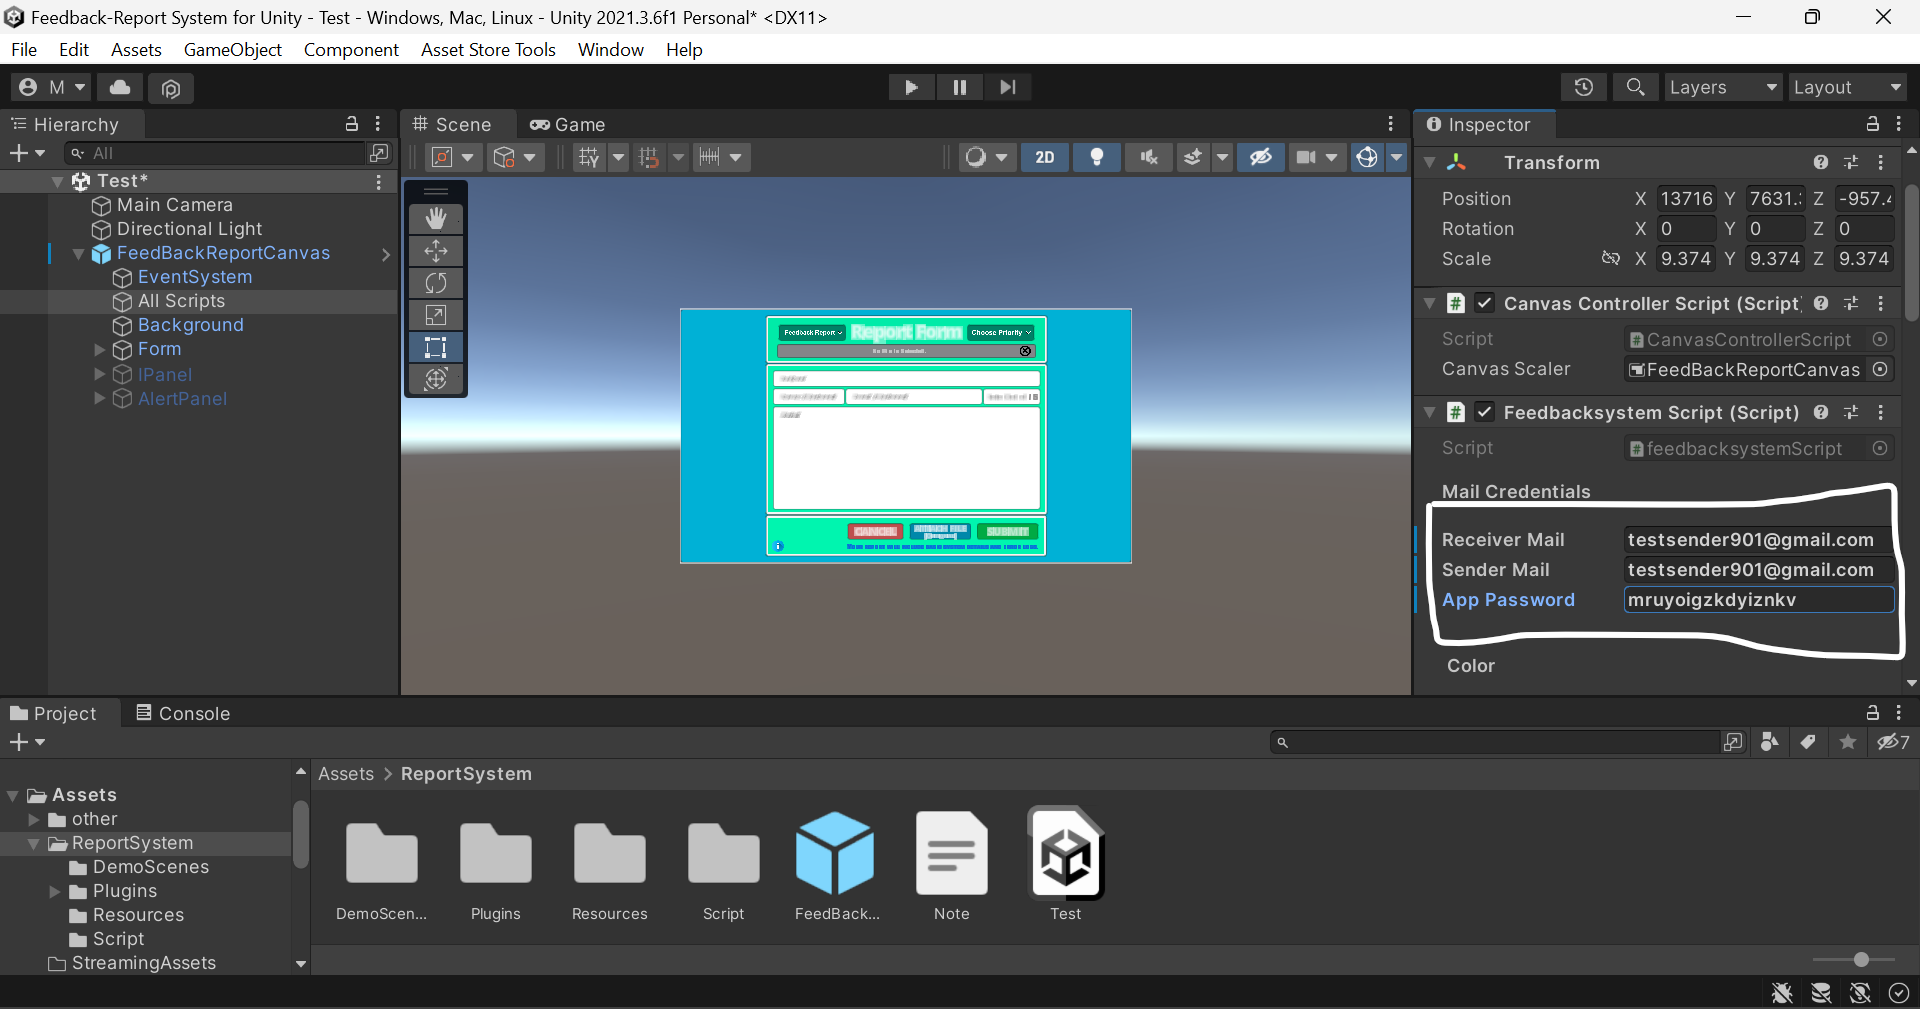 Feedback-Report System for Unity - Test - Windows, Mac, Linux - Unity 2021.3.6f1 Personal* <DX11>
File Edit Assets GameObject Component Asset Store Tools Window Help
M Layers Layout
Hierarchy
All
Test*
Main Camera
Directional Light
FeedBackReportCanvas
EventSystem
All Scripts
Background
Form
IPanel
AlertPanel
Scene Game
2D
Feedback Report Report Form Choose Priority
No file is Selected.
CANCEL ATTACH FILE SUBMIT
Inspector
Transform
Position X 13716 Y 7631. Z -957.4
Rotation X 0 Y 0 Z 0
Scale X 9.374 Y 9.374 Z 9.374
# Canvas Controller Script (Script
Script # CanvasControllerScript
Canvas Scaler FeedBackReportCanvas
# Feedbacksystem Script (Script)
Script # feedbacksystemScript
Mail Credentials
Receiver Mail testsender901@gmail.com
Sender Mail testsender901@gmail.com
App Password mruyoigzkdyiznkv
Color
Project Console
7
Assets
other
ReportSystem
DemoScenes
Plugins
Resources
Script
StreamingAssets
Assets > ReportSystem
DemoScen... Plugins Resources Script FeedBack... Note Test